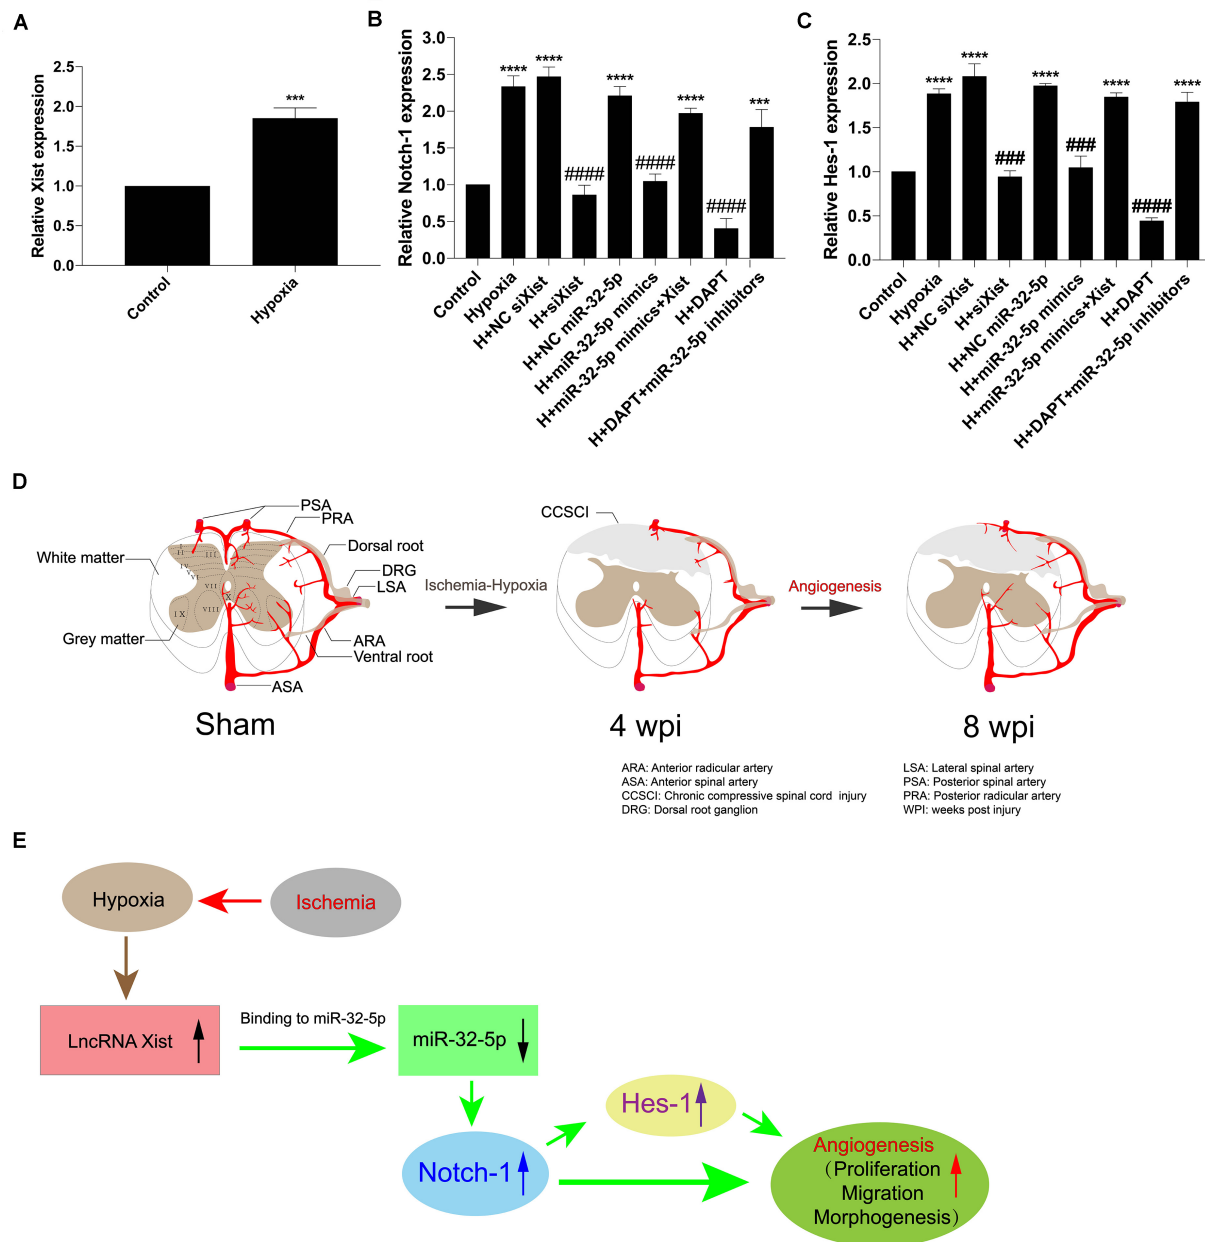 A
Relative Xist expression
2.5
2.0
1.5
1.0
0.5
0.0
***
Control
Hypoxia
B
Relative Notch-1 expression
3.0
2.5
2.0
1.5
1.0
0.5
0.0
****
****
####
****
####
****
####
***
Control
Hypoxia
H+NC siXist
H+siXist
H+NC miR-32-5p
H+miR-32-5p mimics
H+miR-32-5p mimics+Xist
H+DAPT
H+DAPT+miR-32-5p inhibitors
C
Relative Hes-1 expression
2.5
2.0
1.5
1.0
0.5
0.0
****
****
###
****
###
****
####
****
Control
Hypoxia
H+NC siXist
H+siXist
H+NC miR-32-5p
H+miR-32-5p mimics
H+miR-32-5p mimics+Xist
H+DAPT
H+DAPT+miR-32-5p inhibitors
D
PSA
PRA
White matter
Dorsal root
DRG
LSA
Grey matter
ARA
Ventral root
ASA
I
II
III
IV
V
VI
VII
X
VIII
IX
Sham
Ischemia-Hypoxia
CCSCI
4 wpi
Angiogenesis
8 wpi
ARA: Anterior radicular artery
ASA: Anterior spinal artery
CCSCI: Chronic compressive spinal cord injury
DRG: Dorsal root ganglion
LSA: Lateral spinal artery
PSA: Posterior spinal artery
PRA: Posterior radicular artery
WPI: weeks post injury
E
Hypoxia
Ischemia
LncRNA Xist
Binding to miR-32-5p
miR-32-5p
Notch-1
Hes-1
Angiogenesis
(Proliferation
Migration
Morphogenesis)